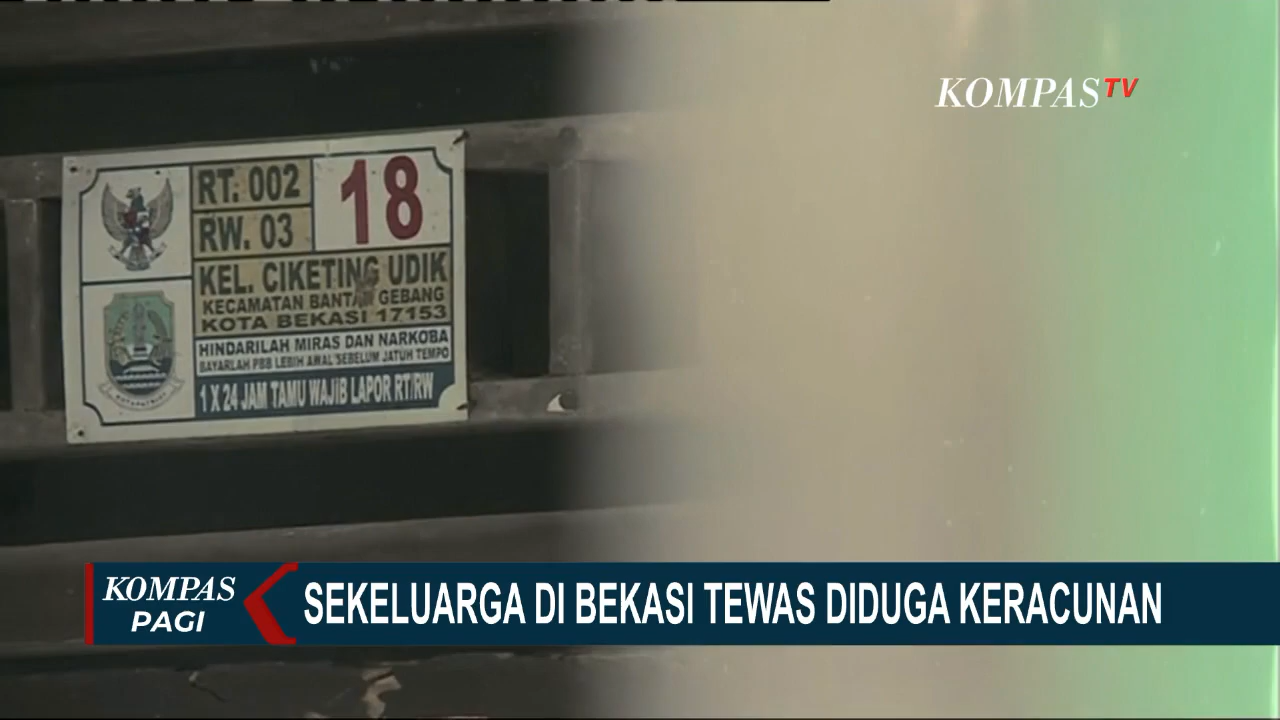 KOMPASTV
RT. 002
18
RW. 03
KEL. CIKETING UDIK
KECAMATAN BANTAR GEBANG
KOTA BEKASI 17153
HINDARILAH MIRAS DAN NARKOBA
BAYARLAH PBB LEBIH AWAL SEBELUM JATUH TEMPO
1 X 24 JAM TAMU WAJIB LAPOR RT/RW
KOMPAS
PAGI
SEKELUARGA DI BEKASI TEWAS DIDUGA KERACUNAN